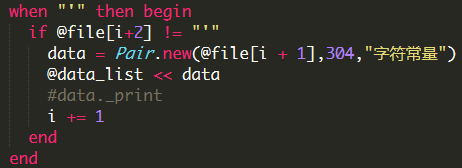 when "'" then begin
  if @file[i+2] != "'"
    data = Pair.new(@file[i + 1],304,"字符常量")
    @data_list << data
    #data._print
    i += 1
  end
end